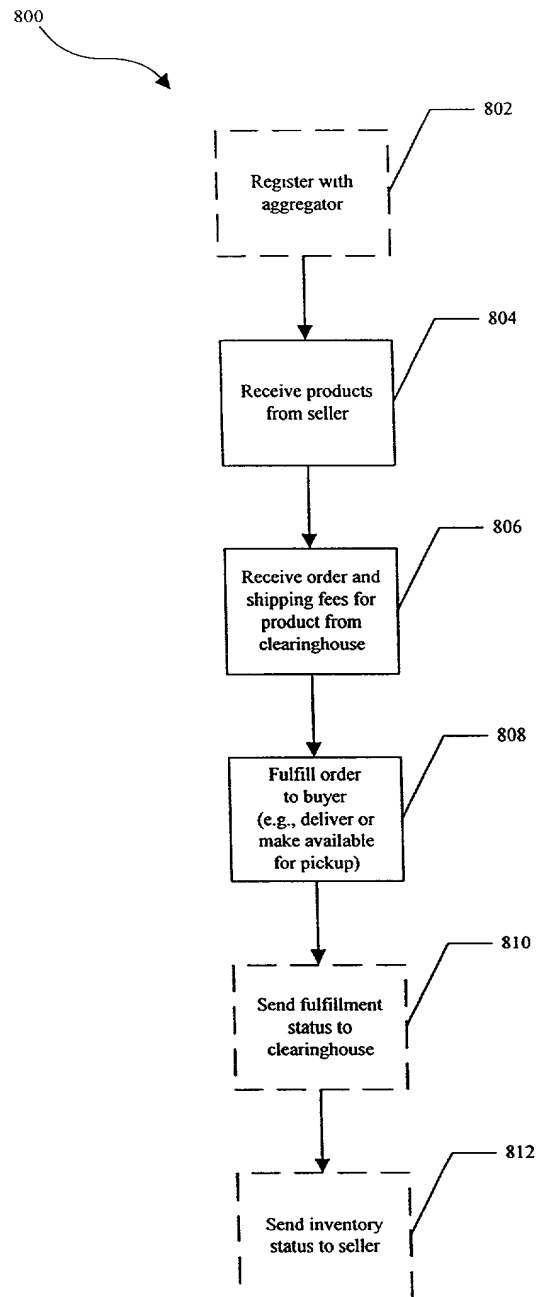 800
802
Register with
aggregator
804
Receive products
from seller
806
Receive order and
shipping fees for
product from
clearinghouse
808
Fulfill order
to buyer
(e.g., deliver or
make available
for pickup)
810
Send fulfillment
status to
clearinghouse
812
Send inventory
status to seller